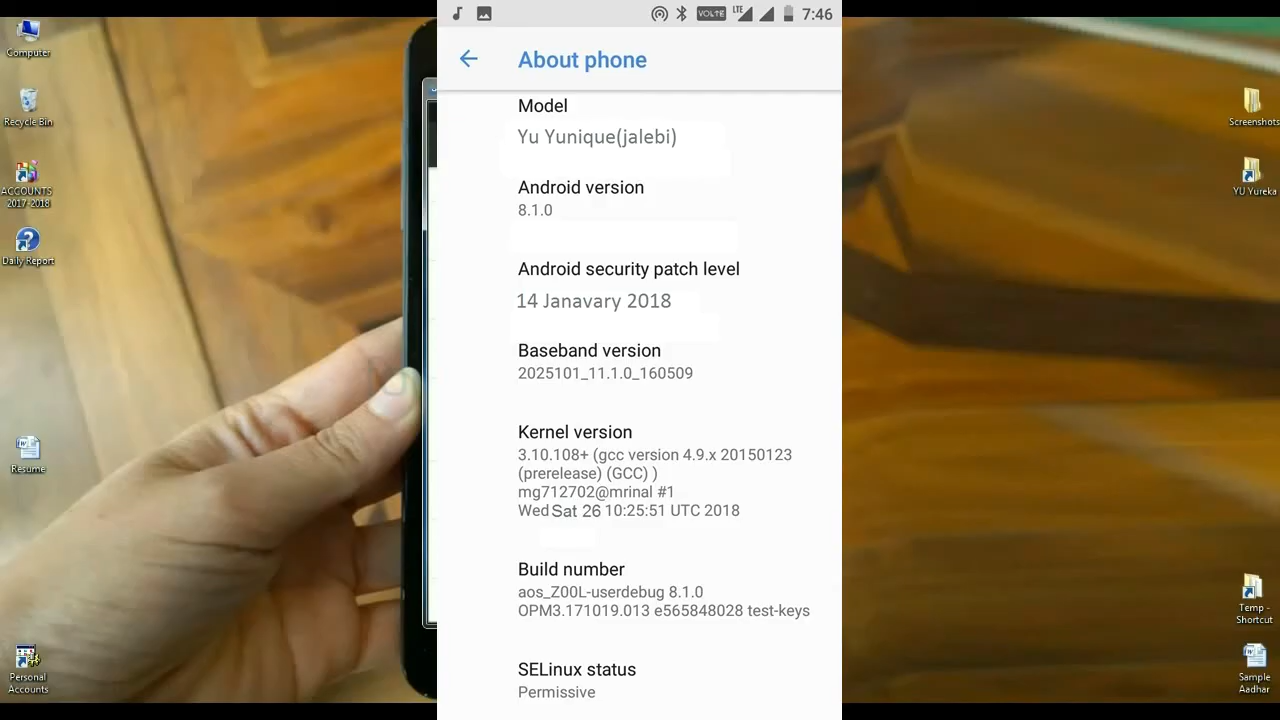 Computer
Recycle Bin
ACCOUNTS
2017-2018
Daily Report
Resume
Personal
Accounts
VOLTE
LTE
7:46
About phone
Model
Yu Yunique(jalebi)
Android version
8.1.0
Android security patch level
14 Janavary 2018
Baseband version
2025101_11.1.0_160509
Kernel version
3.10.108+ (gcc version 4.9.x 20150123
(prerelease) (GCC) )
mg712702@mrinal #1
Wed Sat 26 10:25:51 UTC 2018
Build number
aos_Z00L-userdebug 8.1.0
OPM3.171019.013 e565848028 test-keys
SELinux status
Permissive
Screenshots
YU Yureka
Temp -
Shortcut
Sample
Aadhar